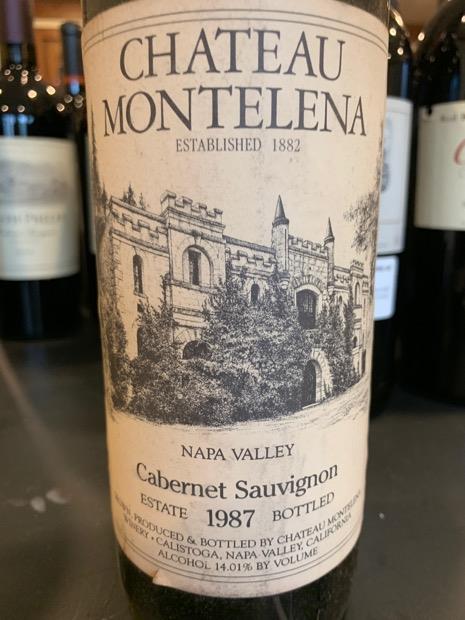 CHATEAU
MONTELENA
ESTABLISHED 1882
NAPA VALLEY
Cabernet Sauvignon
ESTATE 1987 BOTTLED
PRODUCED & BOTTLED BY CHATEAU MONTELENA
WINERY • CALISTOGA, NAPA VALLEY, CALIFORNIA
ALCOHOL 14.01% BY VOLUME